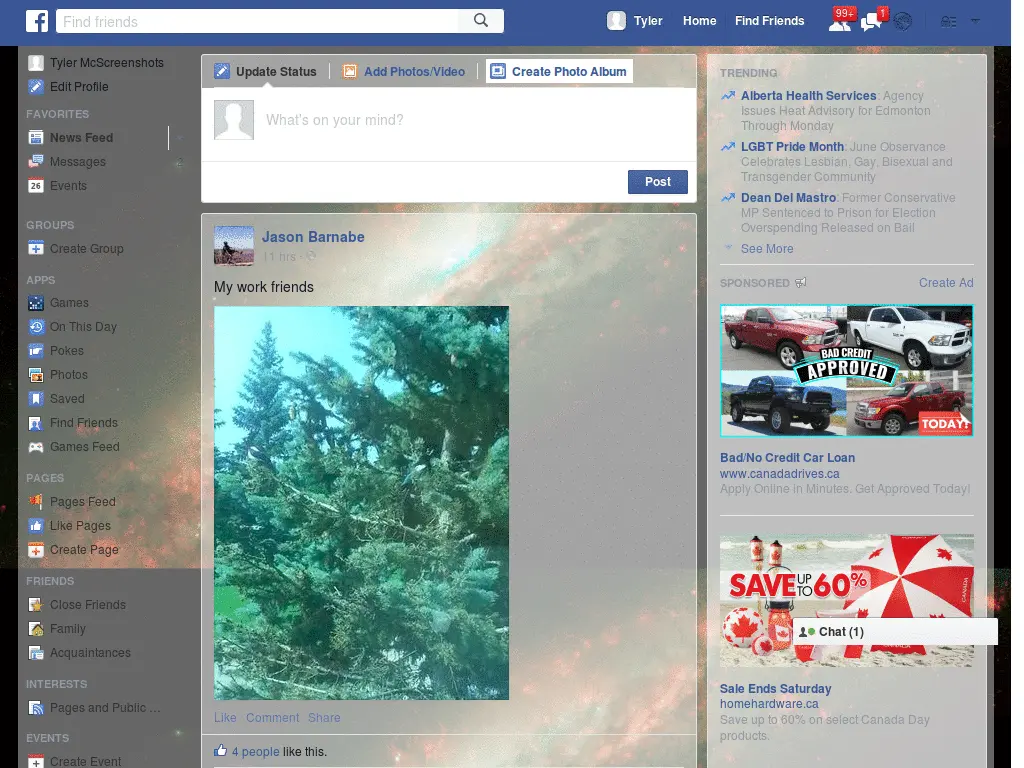 f
Find friends
Tyler
Home
Find Friends
99+
1
Tyler McScreenshots
Edit Profile
FAVORITES
News Feed
Messages
26
Events
GROUPS
Create Group
APPS
Games
On This Day
Pokes
Photos
Saved
Find Friends
Games Feed
PAGES
Pages Feed
Like Pages
Create Page
FRIENDS
Close Friends
Family
Acquaintances
INTERESTS
Pages and Public ...
EVENTS
Create Event
Update Status
Add Photos/Video
Create Photo Album
What's on your mind?
Post
Jason Barnabe
11 hrs ·
My work friends
Like Comment Share
4 people like this.
TRENDING
Alberta Health Services: Agency
Issues Heat Advisory for Edmonton
Through Monday
LGBT Pride Month: June Observance
Celebrates Lesbian, Gay, Bisexual and
Transgender Community
Dean Del Mastro: Former Conservative
MP Sentenced to Prison for Election
Overspending Released on Bail
See More
SPONSORED
Create Ad
BAD CREDIT
APPROVED
TODAY!
Bad/No Credit Car Loan
www.canadadrives.ca
Apply Online in Minutes. Get Approved Today!
SAVE UP TO 60%
CANADA
Chat (1)
Sale Ends Saturday
homehardware.ca
Save up to 60% on select Canada Day
products.